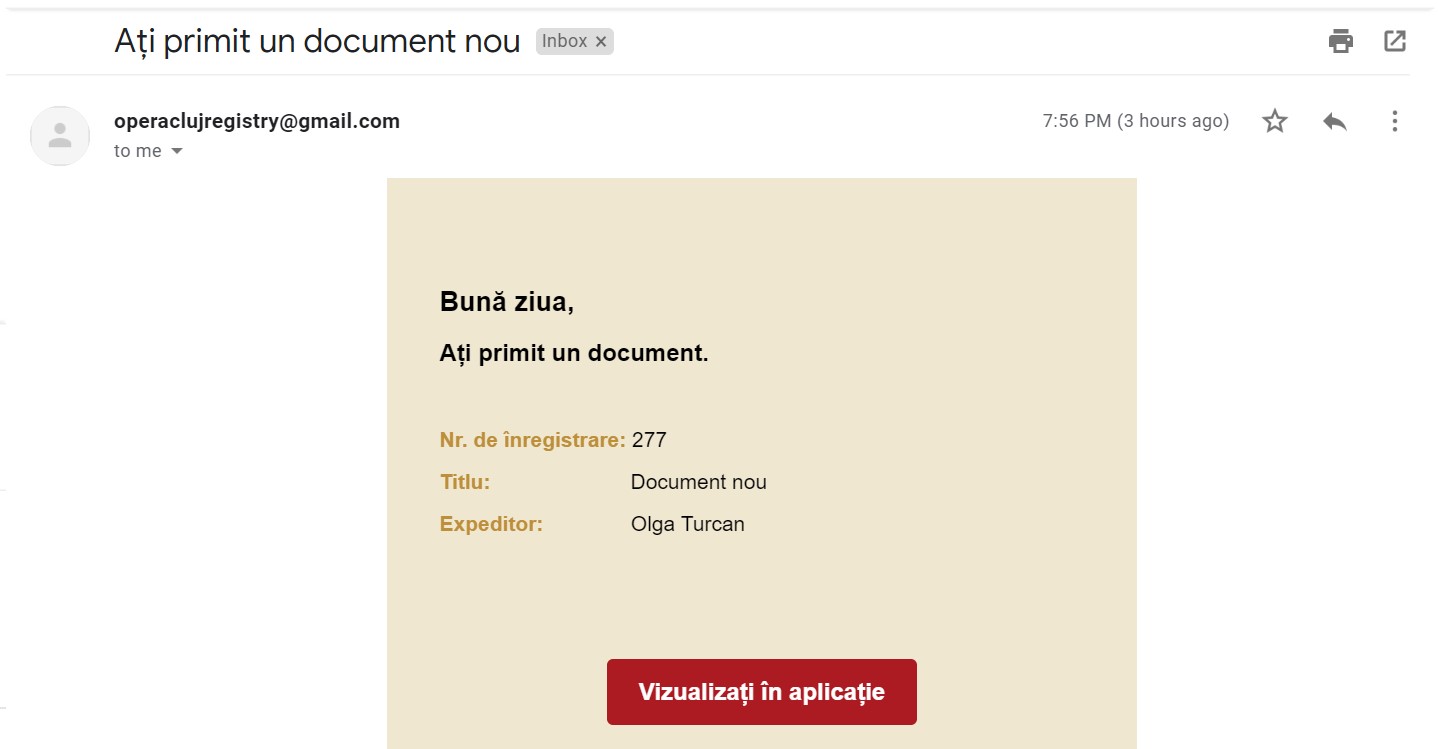 Ați primit un document nou Inbox ×
operaclujregistry@gmail.com 7:56 PM (3 hours ago)
to me
Bună ziua,
Ați primit un document.
Nr. de înregistrare: 277
Titlu: Document nou
Expeditor: Olga Turcan
Vizualizați în aplicație